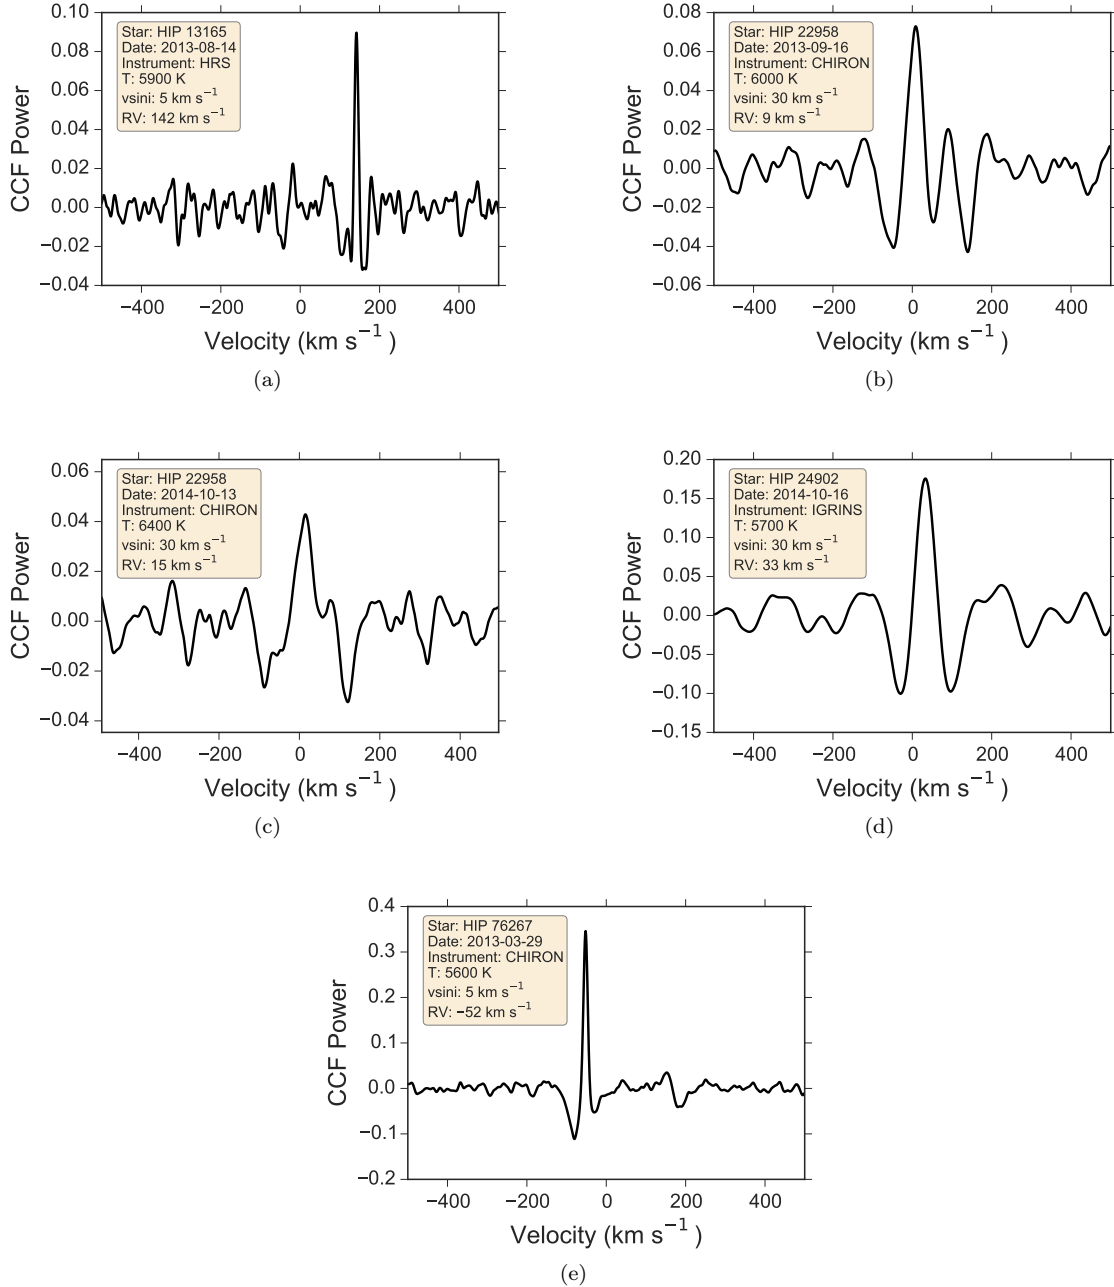 0.10
0.08
0.06
0.04
0.02
0.00
−0.02
−0.04
CCF Power
Star: HIP 13165
Date: 2013-08-14
Instrument: HRS
T: 5900 K
vsini: 5 km s−1
RV: 142 km s−1
−400 −200 0 200 400
Velocity (km s−1 )
(a)
0.08
0.06
0.04
0.02
0.00
−0.02
−0.04
−0.06
CCF Power
Star: HIP 22958
Date: 2013-09-16
Instrument: CHIRON
T: 6000 K
vsini: 30 km s−1
RV: 9 km s−1
−400 −200 0 200 400
Velocity (km s−1 )
(b)
0.06
0.04
0.02
0.00
−0.02
−0.04
CCF Power
Star: HIP 22958
Date: 2014-10-13
Instrument: CHIRON
T: 6400 K
vsini: 30 km s−1
RV: 15 km s−1
−400 −200 0 200 400
Velocity (km s−1 )
(c)
0.20
0.15
0.10
0.05
0.00
−0.05
−0.10
−0.15
CCF Power
Star: HIP 24902
Date: 2014-10-16
Instrument: IGRINS
T: 5700 K
vsini: 30 km s−1
RV: 33 km s−1
−400 −200 0 200 400
Velocity (km s−1 )
(d)
0.4
0.3
0.2
0.1
0.0
−0.1
−0.2
CCF Power
Star: HIP 76267
Date: 2013-03-29
Instrument: CHIRON
T: 5600 K
vsini: 5 km s−1
RV: −52 km s−1
−400 −200 0 200 400
Velocity (km s−1 )
(e)